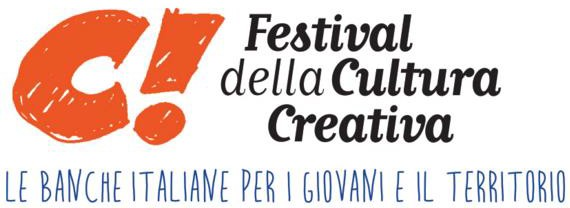 C!
Festival
della Cultura
Creativa
LE BANCHE ITALIANE PER I GIOVANI E IL TERRITORIO